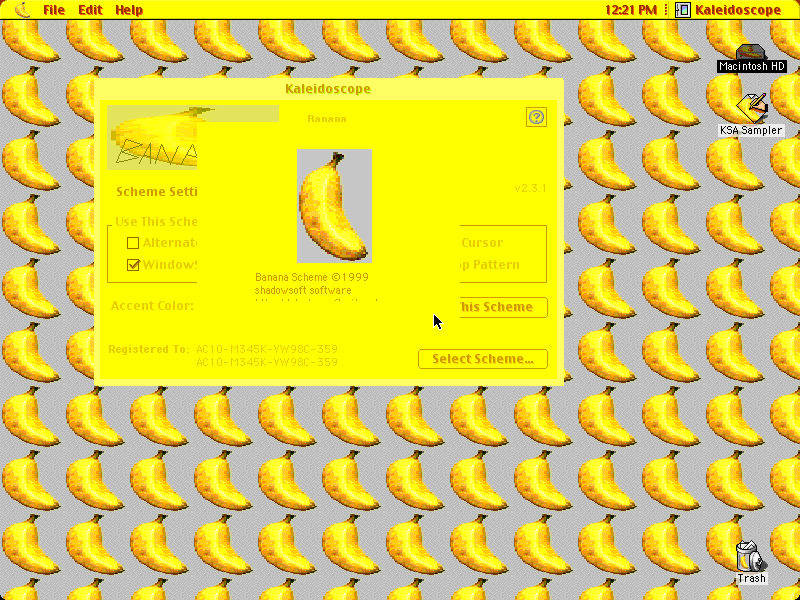 File Edit Help 12:21 PM Kaleidoscope
Macintosh HD
KSA Sampler
Kaleidoscope
BANA
Banana
?
Scheme Setti
v2.3.1
Use This Sche
Alternat
Cursor
Window
p Pattern
Banana Scheme ©1999
shadowsoft software
Accent Color:
This Scheme
Registered To: AC10-M345K-YW98C-359
AC10-M345K-YW98C-359
Select Scheme...
Trash